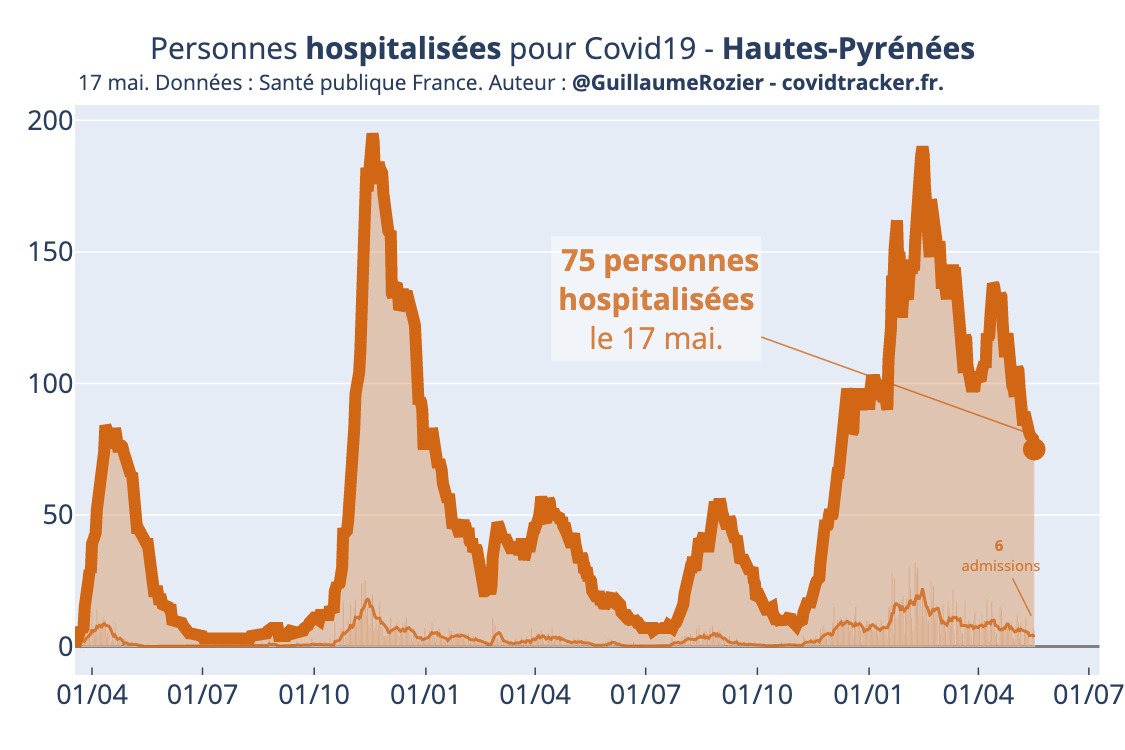 Personnes hospitalisées pour Covid19 - Hautes-Pyrénées
17 mai. Données : Santé publique France. Auteur : @GuillaumeRozier - covidtracker.fr.
200
150
100
50
0
75 personnes
hospitalisées
le 17 mai.
6
admissions
01/04 01/07 01/10 01/01 01/04 01/07 01/10 01/01 01/04 01/07